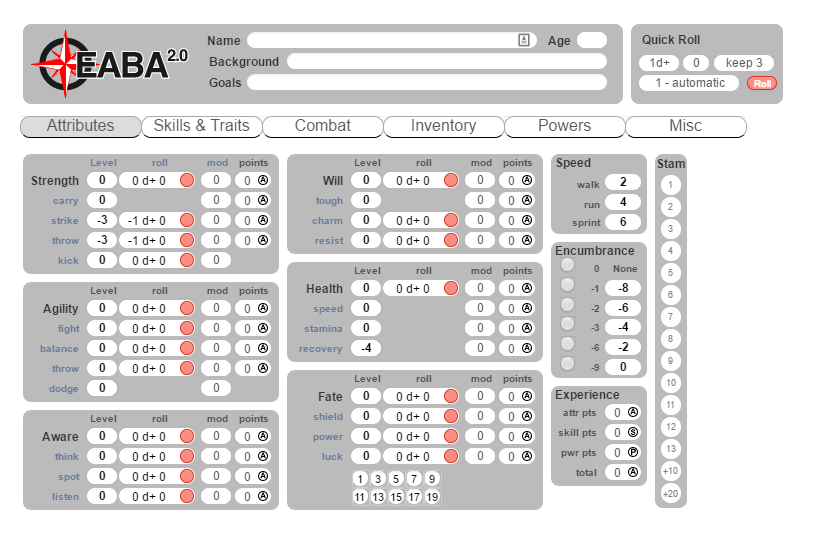 EABA 2.0
Name Age
Background
Goals
Quick Roll
1d+ 0 keep 3
1 - automatic Roll
Attributes Skills & Traits Combat Inventory Powers Misc
Level roll mod points
Strength 0 0 d+ 0 0 0 A
carry 0 0 0 A
strike -3 -1 d+ 0 0 0 A
throw -3 -1 d+ 0 0 0 A
kick 0 0 d+ 0 0
Level roll mod points
Agility 0 0 d+ 0 0 0 A
fight 0 0 d+ 0 0 0 A
balance 0 0 d+ 0 0 0 A
throw 0 0 d+ 0 0 0 A
dodge 0 0
Level roll mod points
Aware 0 0 d+ 0 0 0 A
think 0 0 d+ 0 0 0 A
spot 0 0 d+ 0 0 0 A
listen 0 0 d+ 0 0 0 A
Level roll mod points
Will 0 0 d+ 0 0 0 A
tough 0 0 0 A
charm 0 0 d+ 0 0 0 A
resist 0 0 d+ 0 0 0 A
Level roll mod points
Health 0 0 d+ 0 0 0 A
speed 0 0 0 A
stamina 0 0 0 A
recovery -4 0 0 A
Level roll mod points
Fate 0 0 d+ 0 0 0 A
shield 0 0 d+ 0 0 0 A
power 0 0 d+ 0 0 0 A
luck 0 0 d+ 0 0 0 A
1 3 5 7 9
11 13 15 17 19
Speed
walk 2
run 4
sprint 6
Encumbrance
0 None
-1 -8
-2 -6
-3 -4
-6 -2
-9 0
Experience
attr pts 0 A
skill pts 0 S
pwr pts 0 P
total 0 A
Stam
1
2
3
4
5
6
7
8
9
10
11
12
13
+10
+20